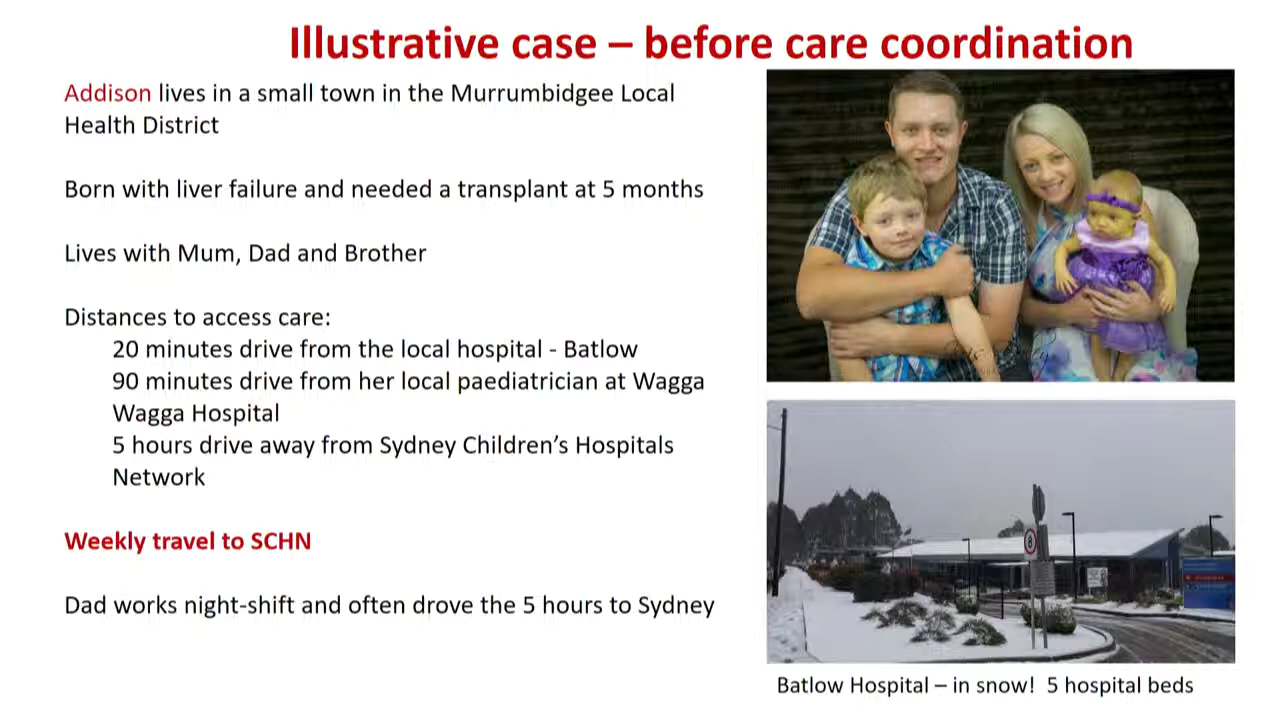 Illustrative case – before care coordination
Addison lives in a small town in the Murrumbidgee Local
Health District
Born with liver failure and needed a transplant at 5 months
Lives with Mum, Dad and Brother
Distances to access care:
20 minutes drive from the local hospital - Batlow
90 minutes drive from her local paediatrician at Wagga
Wagga Hospital
5 hours drive away from Sydney Children’s Hospitals
Network
Weekly travel to SCHN
Dad works night-shift and often drove the 5 hours to Sydney
8
Batlow Hospital – in snow!  5 hospital beds